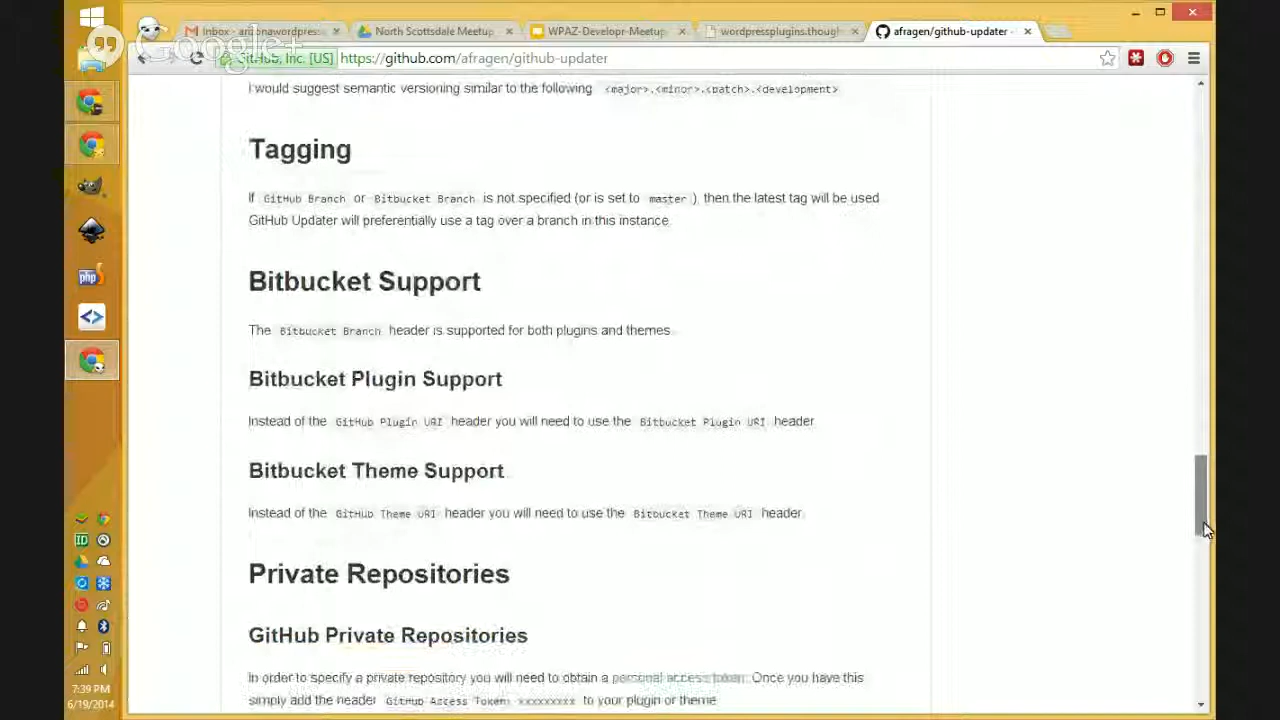 Inbox - arizonawordpress
North Scottsdale Meetup
WPAZ-Developr-Meetup
wordpressplugins.though
afragen/github-updater
Google+
GitHub, Inc. [US] https://github.com/afragen/github-updater
I would suggest semantic versioning similar to the following <major>.<minor>.<patch>.<development>
Tagging
If GitHub Branch or Bitbucket Branch is not specified (or is set to master ), then the latest tag will be used
GitHub Updater will preferentially use a tag over a branch in this instance.
Bitbucket Support
The Bitbucket Branch header is supported for both plugins and themes.
Bitbucket Plugin Support
Instead of the GitHub Plugin URI header you will need to use the Bitbucket Plugin URI header
Bitbucket Theme Support
Instead of the GitHub Theme URI header you will need to use the Bitbucket Theme URI header.
Private Repositories
GitHub Private Repositories
In order to specify a private repository you will need to obtain a personal access token. Once you have this
simply add the header GitHub Access Token: xxxxxxxxx to your plugin or theme
php
ID
7:39 PM
6/19/2014